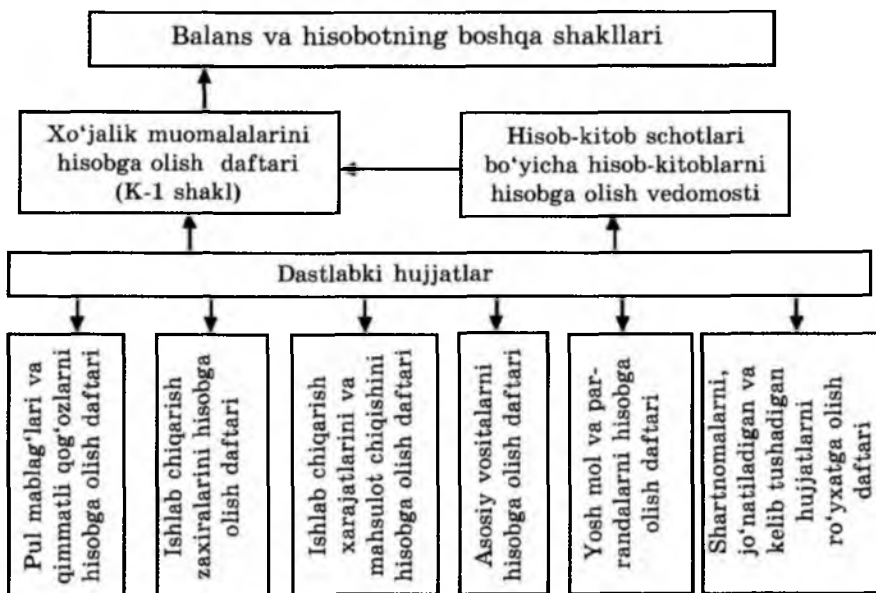 Balans va hisobotning boshqa shakllari
Xo‘jalik muomalalarini
hisobga olish daftari
(K-1 shakl)
Hisob-kitob schotlari
bo‘yicha hisob-kitoblarni
hisobga olish vedomosti
Dastlabki hujjatlar
Pul mablag‘lari va
qimmatli qog‘ozlarni
hisobga olish daftari
Ishlab chiqarish
zaxiralarini hisobga
olish daftari
Ishlab chiqarish
xarajatlarini va
mahsulot chiqishini
hisobga olish daftari
Asosiy vositalarni
hisobga olish daftari
Yosh mol va par-
randalarni hisobga
olish daftari
Shartnomalarni,
jo‘natiladigan va
kelib tushadigan
hujjatlarni
ro‘yxatga olish
daftari